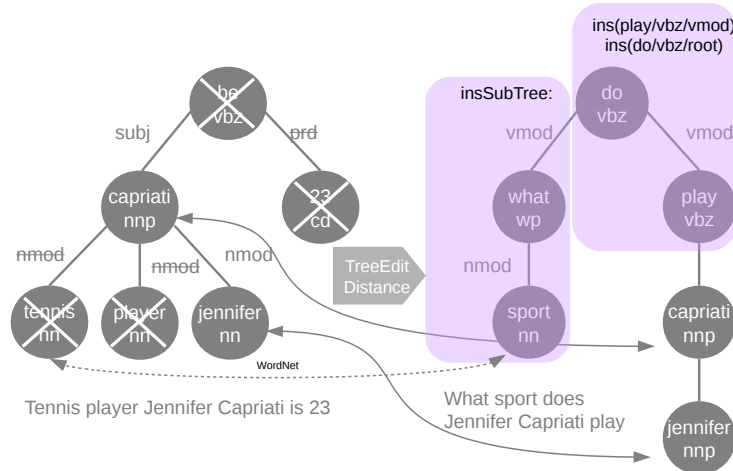 ins(play/vbz/vmod)
ins(do/vbz/root)
insSubTree:
be
vbz
do
vbz
subj
prd
vmod
vmod
capriati
nnp
23
cd
what
wp
play
vbz
nmod
nmod
nmod
TreeEdit
Distance
nmod
tennis
nn
player
nn
jennifer
nn
sport
nn
capriati
nnp
WordNet
Tennis player Jennifer Capriati is 23
What sport does
Jennifer Capriati play
jennifer
nnp